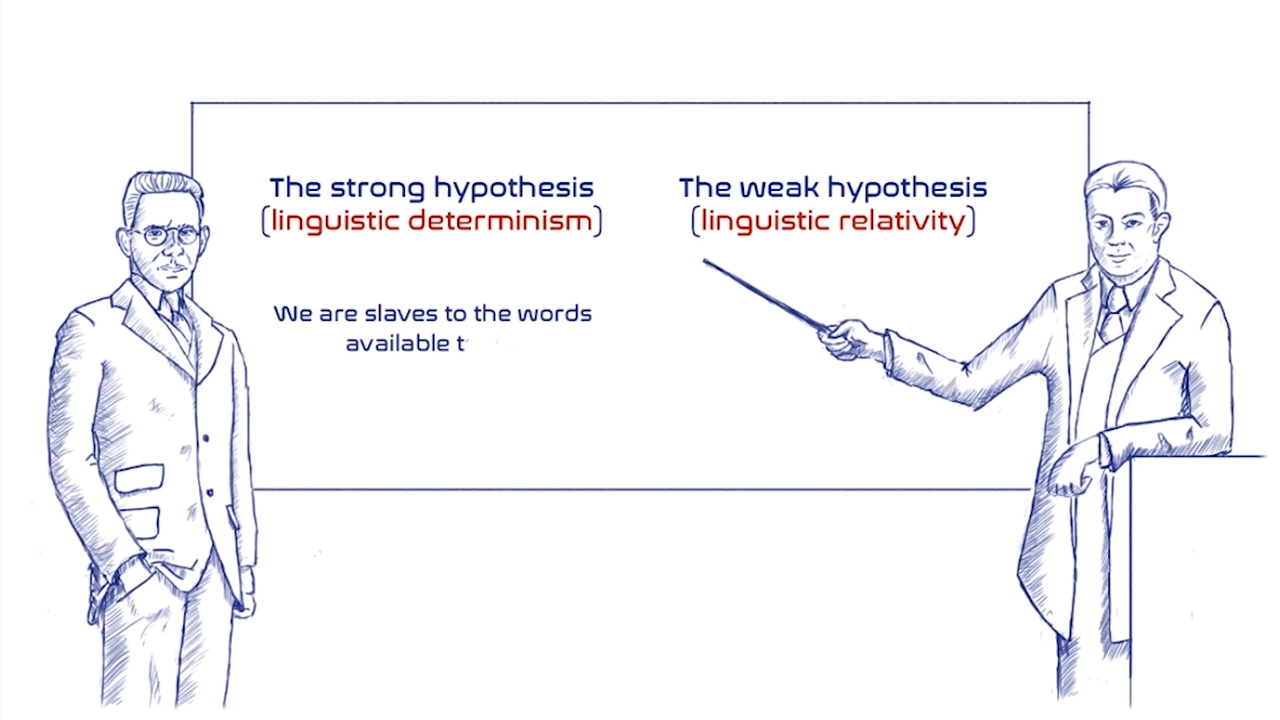 The strong hypothesis
(linguistic determinism)
We are slaves to the words
available t
The weak hypothesis
(linguistic relativity)